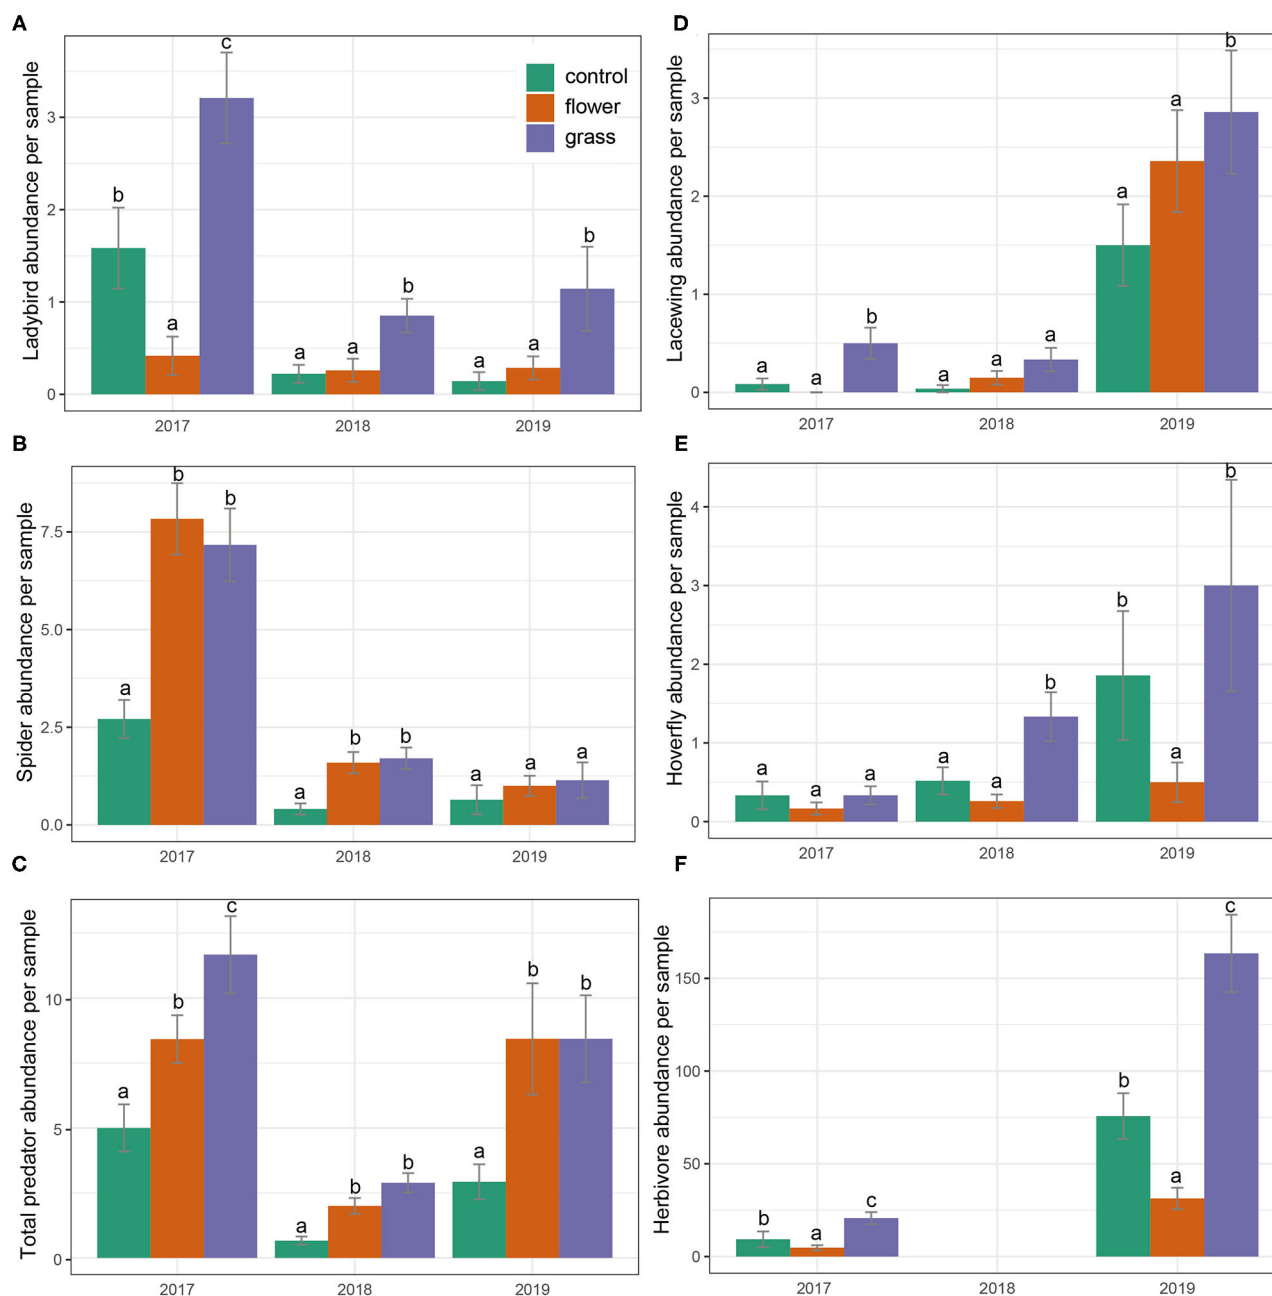 A
Ladybird abundance per sample
3
2
1
0
b
a
c
a
a
b
a
a
b
control
flower
grass
2017
2018
2019
B
Spider abundance per sample
7.5
5.0
2.5
0.0
a
b
b
a
b
b
a
a
a
2017
2018
2019
C
Total predator abundance per sample
10
5
0
a
b
c
a
b
b
a
b
b
2017
2018
2019
D
Lacewing abundance per sample
3
2
1
0
a
a
b
a
a
a
a
a
b
2017
2018
2019
E
Hoverfly abundance per sample
4
3
2
1
0
a
a
a
a
a
b
b
a
b
2017
2018
2019
F
Herbivore abundance per sample
150
100
50
0
b
a
c
b
a
c
2017
2018
2019